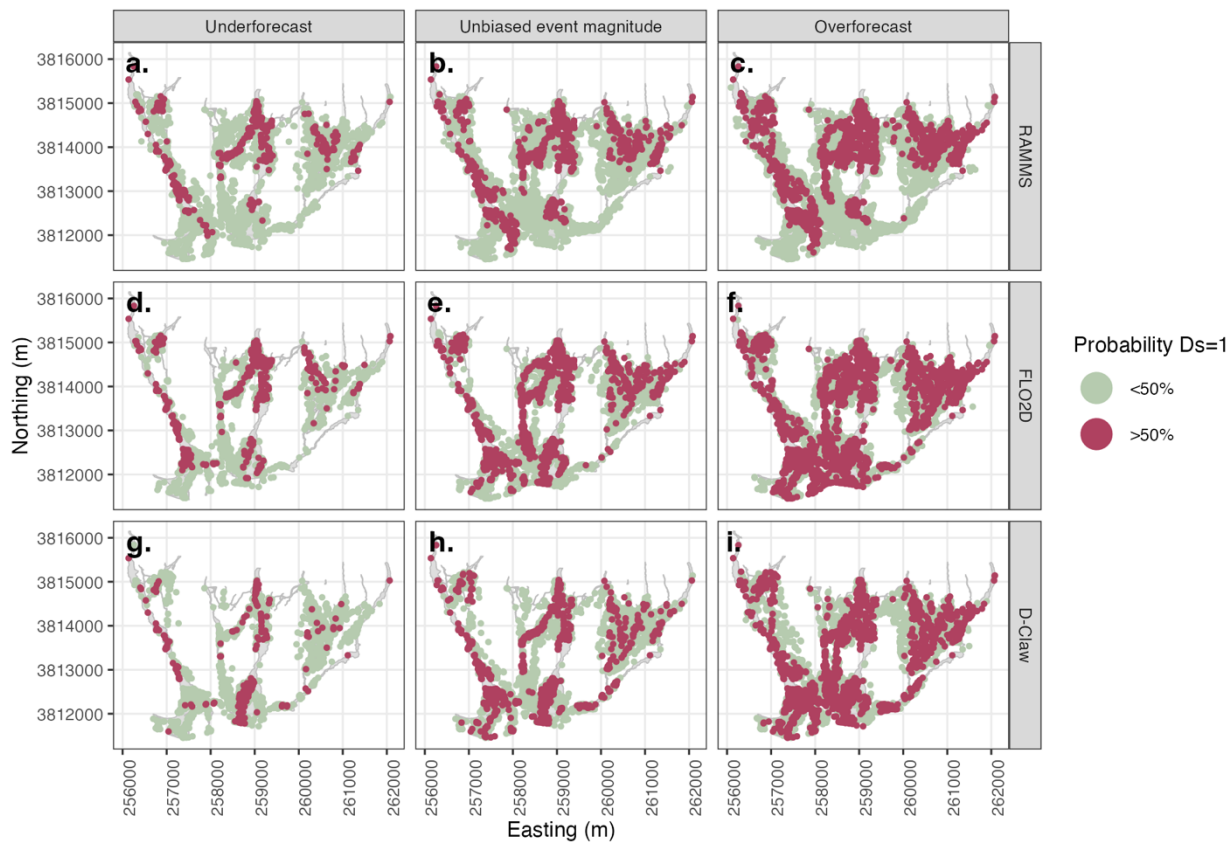 Underforecast
Unbiased event magnitude
Overforecast
a.
b.
c.
3816000
3815000
3814000
3813000
3812000
RAMMS
d.
e.
f.
3816000
3815000
3814000
3813000
3812000
FLO2D
g.
h.
i.
3816000
3815000
3814000
3813000
3812000
D-Claw
Northing (m)
256000
257000
258000
259000
260000
261000
262000
256000
257000
258000
259000
260000
261000
262000
256000
257000
258000
259000
260000
261000
262000
Easting (m)
Probability Ds=1
<50%
>50%